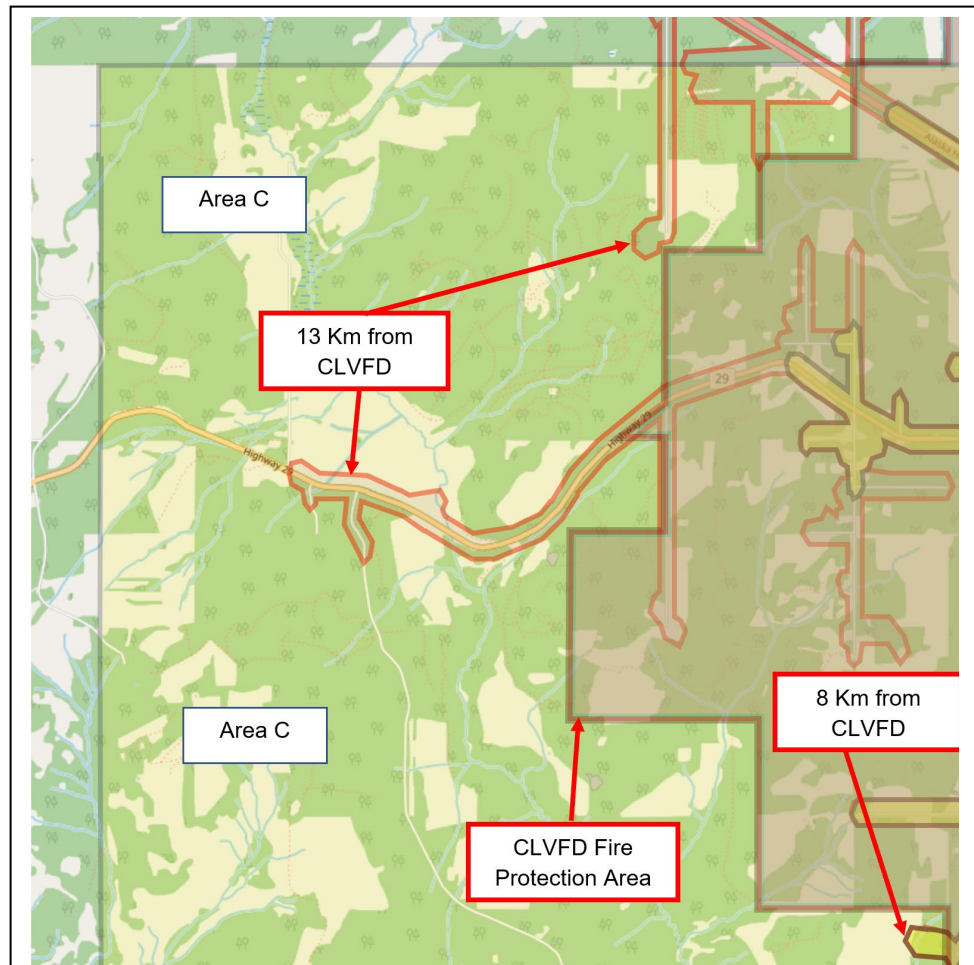 Alaska H
Area C
13 Km from
CLVFD
29
Highway 29
Highway 29
Area C
8 Km from
CLVFD
CLVFD Fire
Protection Area